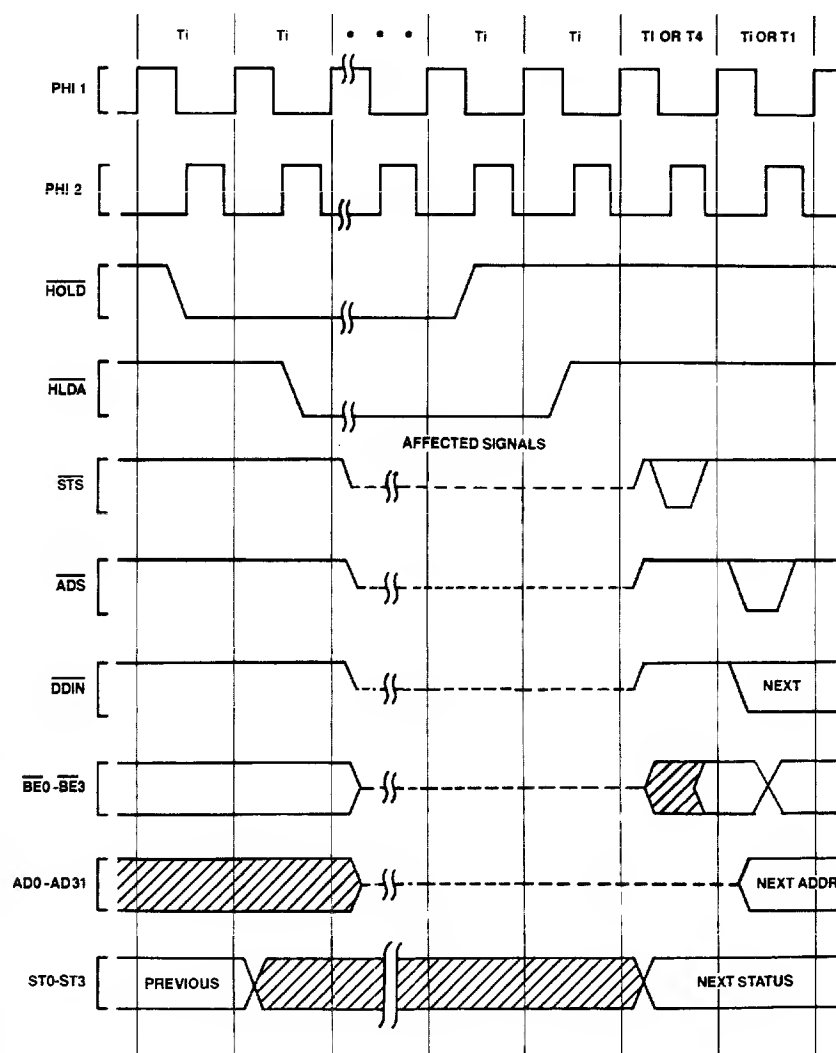 Ti Ti • • • Ti Ti TI OR T4 Ti OR T1
PHI 1
PHI 2
HOLD
HLDA
AFFECTED SIGNALS
STS
ADS
DDIN NEXT
BE0-BE3
AD0-AD31 NEXT ADDR
ST0-ST3 PREVIOUS NEXT STATUS